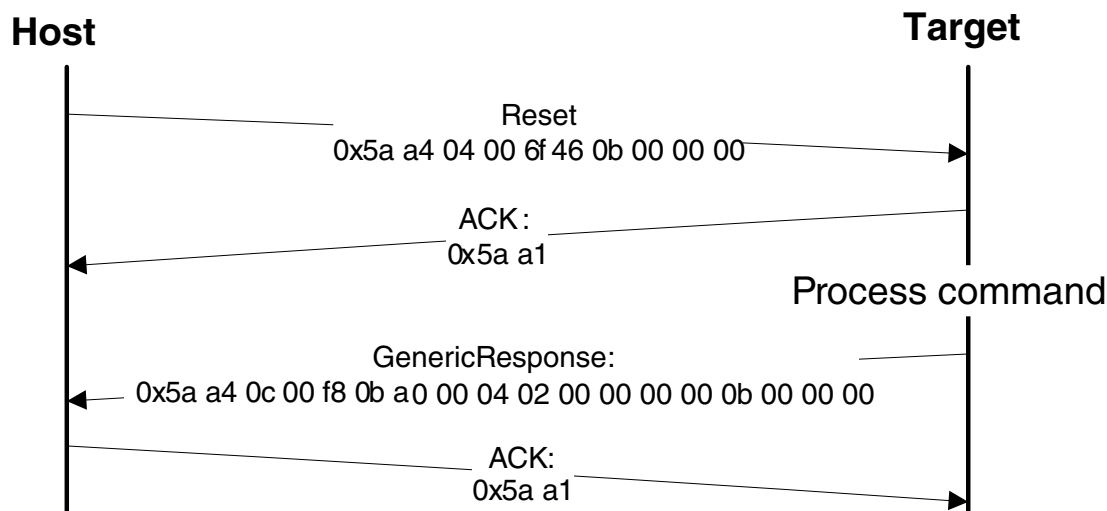 Host
Target
Reset
0x5a a4 04 00 6f 46 0b 00 00 00
ACK:
0x5a a1
Process command
GenericResponse:
0x5a a4 0c 00 f8 0b a0 00 04 02 00 00 00 00 0b 00 00 00
ACK:
0x5a a1